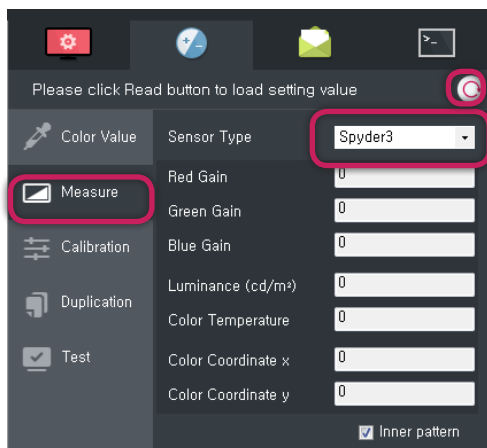 Please click Read button to load setting value
Color Value
Sensor Type
Spyder3
Measure
Red Gain
0
Green Gain
0
Calibration
Blue Gain
0
Duplication
Luminance (cd/m²)
0
Color Temperature
0
Test
Color Coordinate x
0
Color Coordinate y
0
Inner pattern